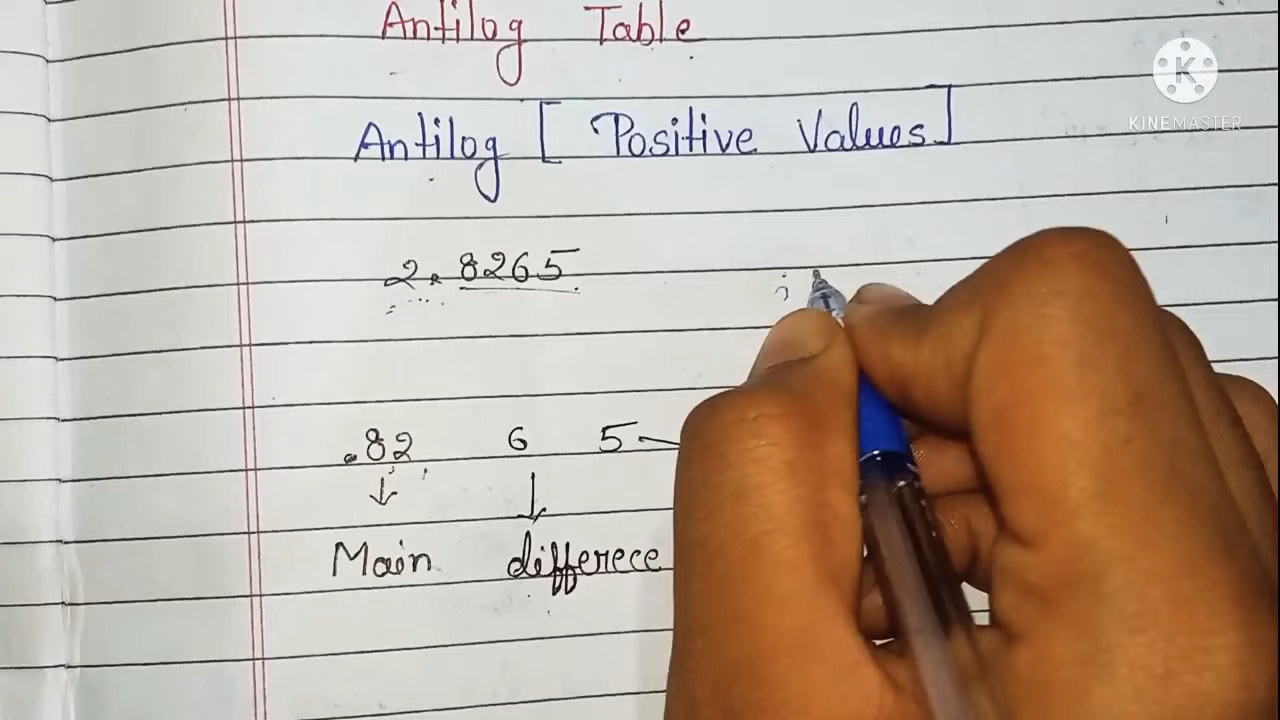 Antilog Table
K
KINEMASTER
Antilog [ Positive Values]
2.8265
.82 6 5
Main differece